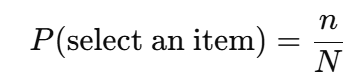 P(select an item) = n/N